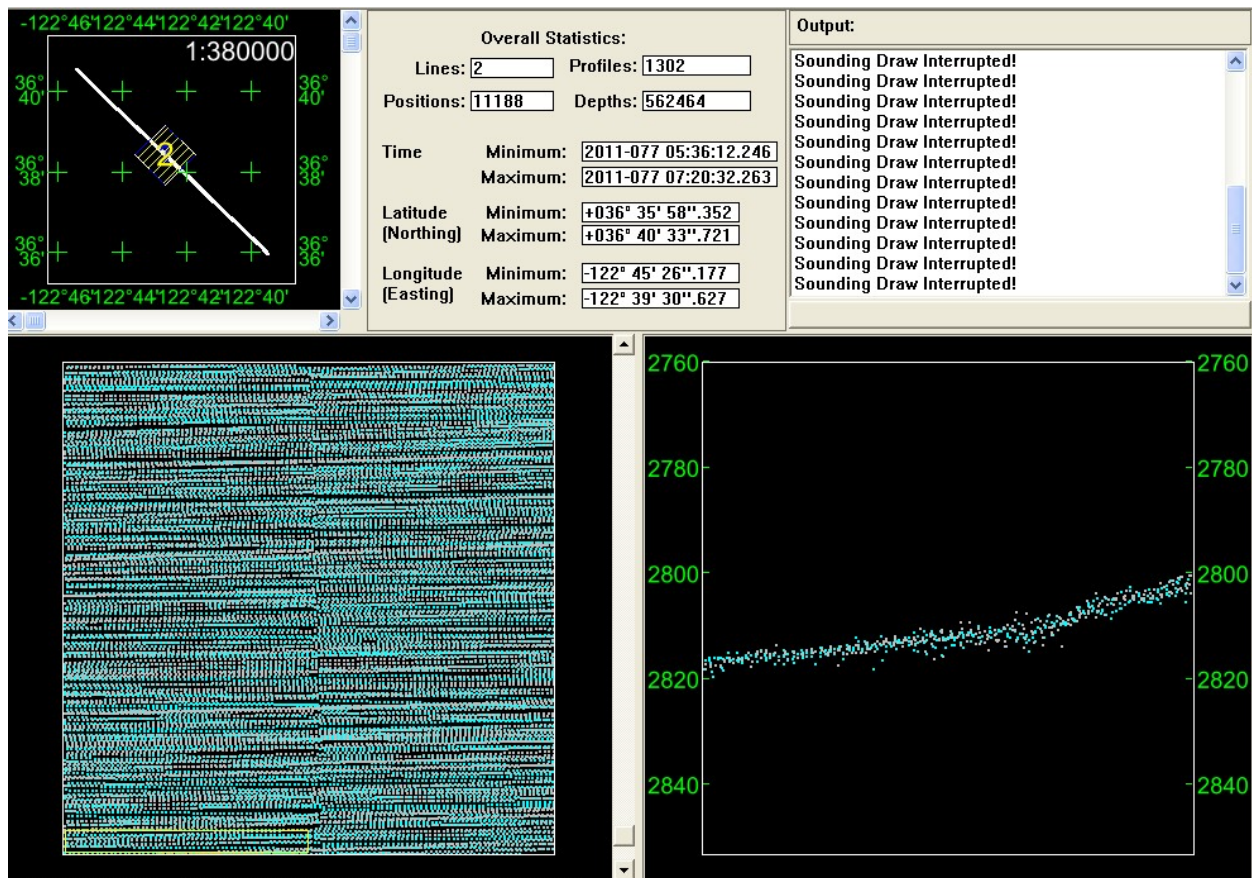 -122°46'122°44'122°42'122°40'
1:380000
36° 40'
36° 40'
36° 38'
36° 38'
2
36° 36'
36° 36'
-122°46'122°44'122°42'122°40'
Overall Statistics:
Lines: 2 Profiles: 1302
Positions: 11188 Depths: 562464
Time Minimum: 2011-077 05:36:12.246
Maximum: 2011-077 07:20:32.263
Latitude Minimum: +036° 35' 58".352
(Northing) Maximum: +036° 40' 33".721
Longitude Minimum: -122° 45' 26".177
(Easting) Maximum: -122° 39' 30".627
Output:
Sounding Draw Interrupted!
Sounding Draw Interrupted!
Sounding Draw Interrupted!
Sounding Draw Interrupted!
Sounding Draw Interrupted!
Sounding Draw Interrupted!
Sounding Draw Interrupted!
Sounding Draw Interrupted!
Sounding Draw Interrupted!
Sounding Draw Interrupted!
Sounding Draw Interrupted!
Sounding Draw Interrupted!
2760 2760
2780 2780
2800 2800
2820 2820
2840 2840